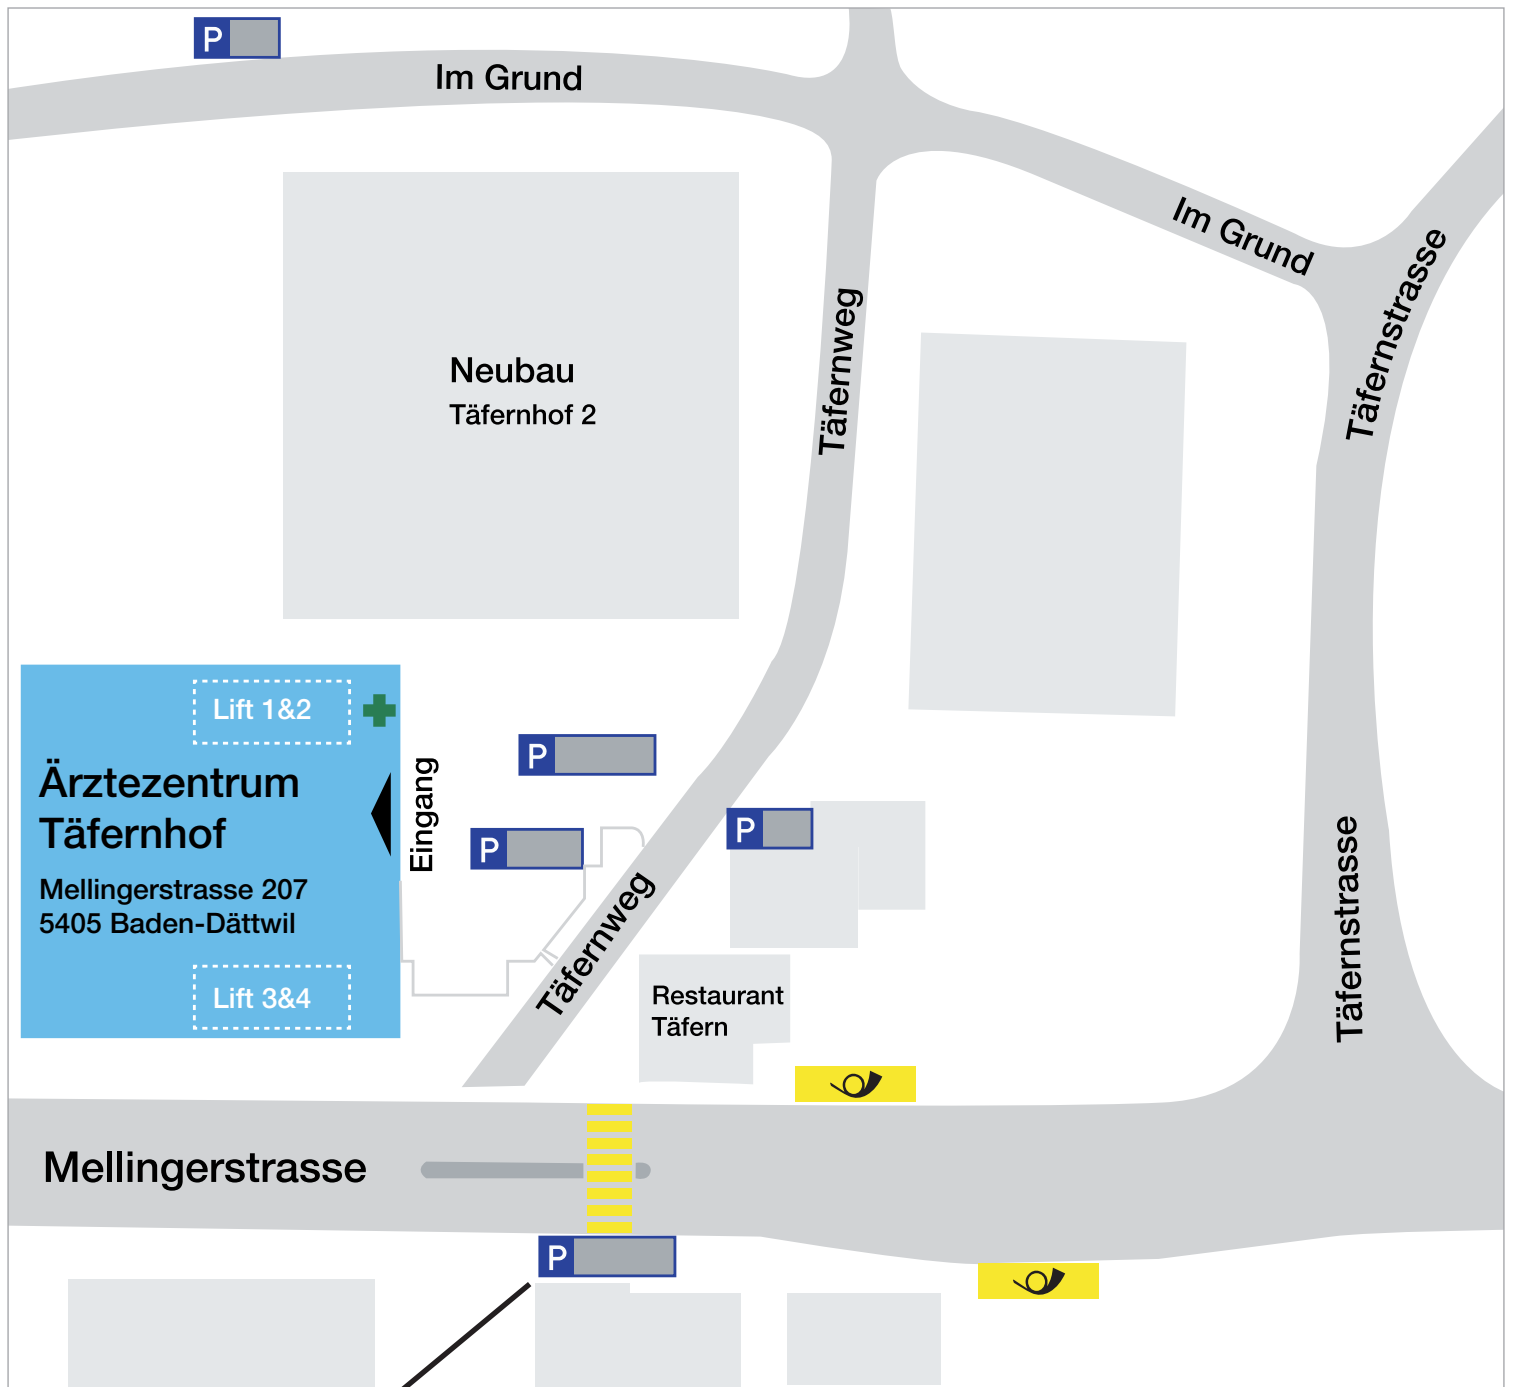 P
Im Grund
Im Grund
Täfernstrasse
Täfernweg
Neubau
Täfernhof 2
Lift 1&2
Ärztezentrum
Täfernhof
Mellingerstrasse 207
5405 Baden-Dättwil
Lift 3&4
Eingang
P
P
P
Täfernweg
Restaurant
Täfern
Täfernstrasse
Mellingerstrasse
P